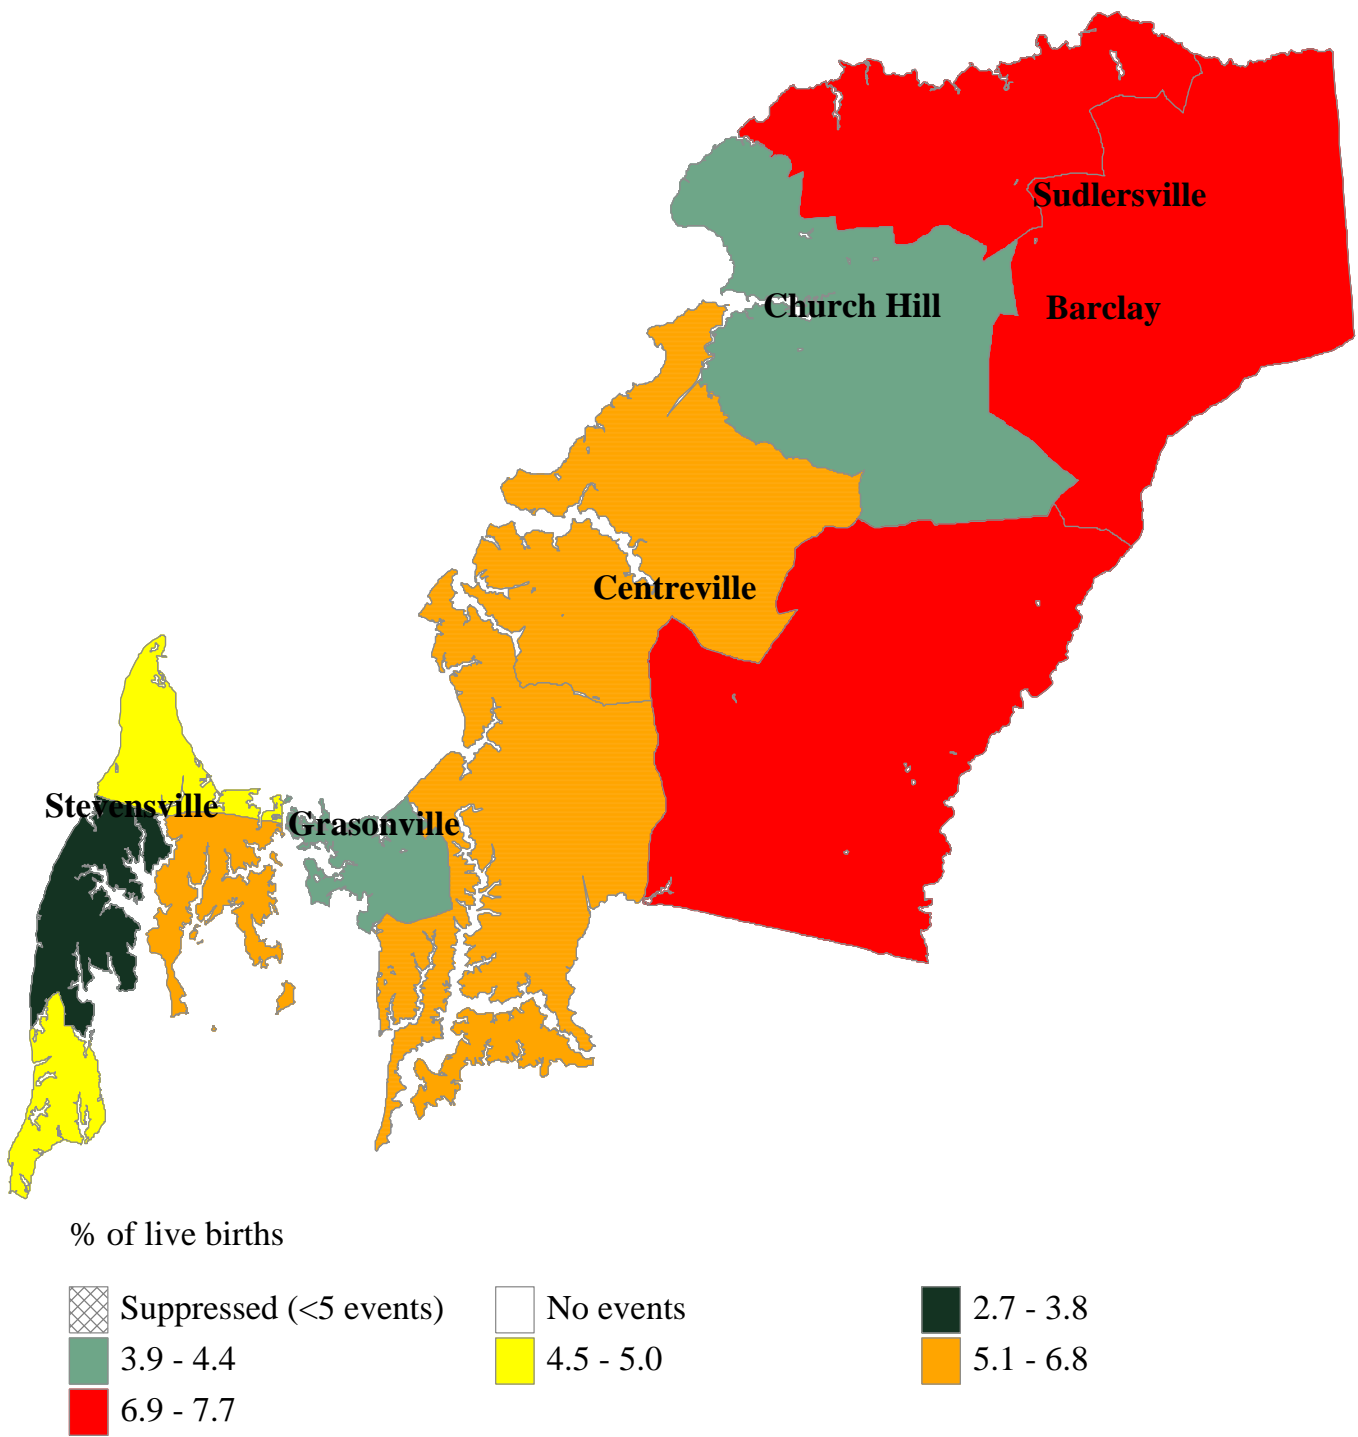 Sudlersville
Church Hill
Barclay
Centreville
Stevensville
Grasonville
% of live births
Suppressed (<5 events)
No events
2.7 - 3.8
3.9 - 4.4
4.5 - 5.0
5.1 - 6.8
6.9 - 7.7